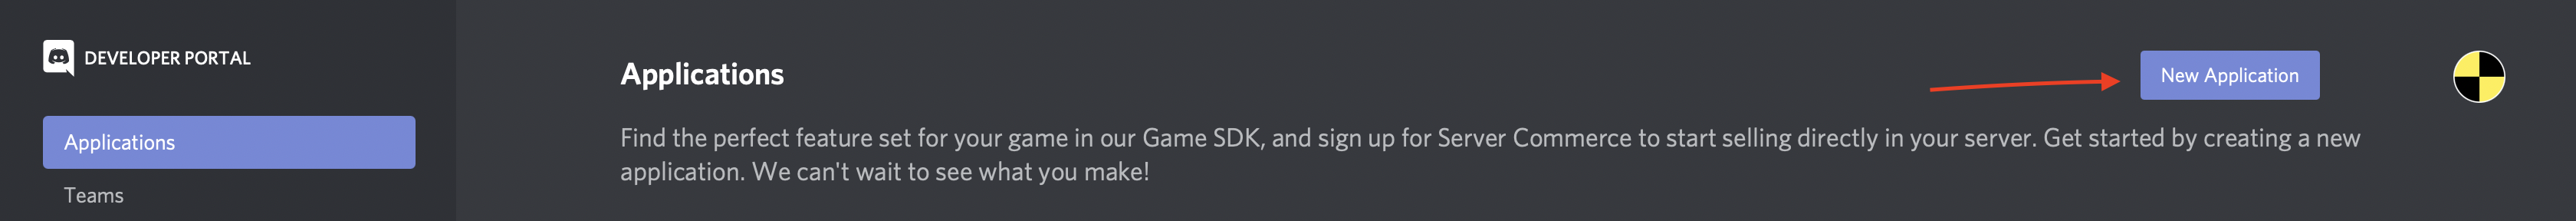 DEVELOPER PORTAL
Applications
Teams
Applications
New Application
Find the perfect feature set for your game in our Game SDK, and sign up for Server Commerce to start selling directly in your server. Get started by creating a new
application. We can't wait to see what you make!